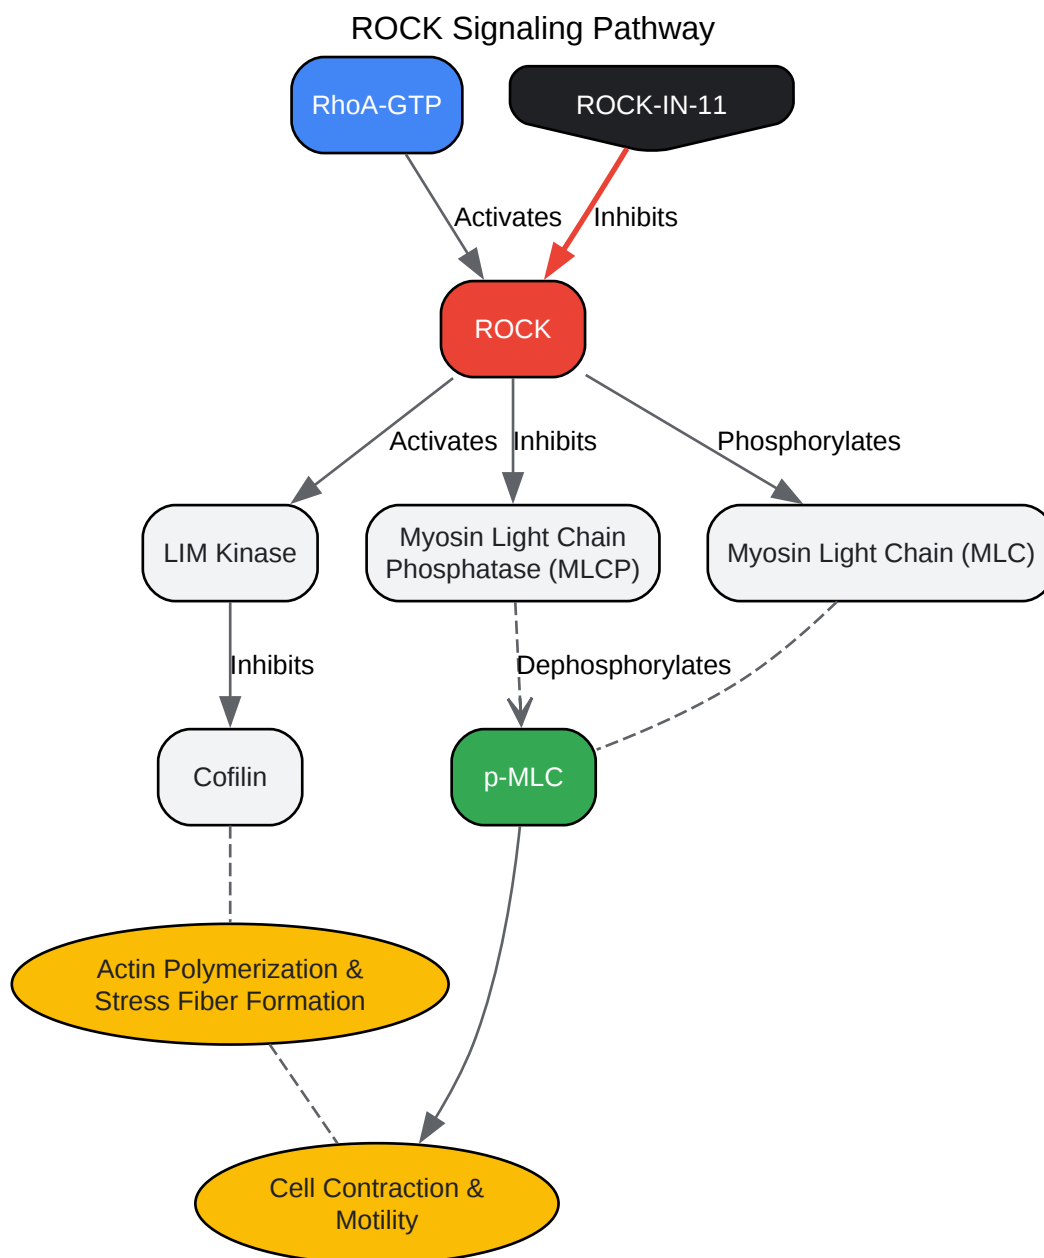 ROCK Signaling Pathway
RhoA-GTP
ROCK-IN-11
Activates
Inhibits
ROCK
Activates
Inhibits
Phosphorylates
LIM Kinase
Myosin Light Chain
Phosphatase (MLCP)
Myosin Light Chain (MLC)
Inhibits
Dephosphorylates
Cofilin
p-MLC
Actin Polymerization &
Stress Fiber Formation
Cell Contraction &
Motility